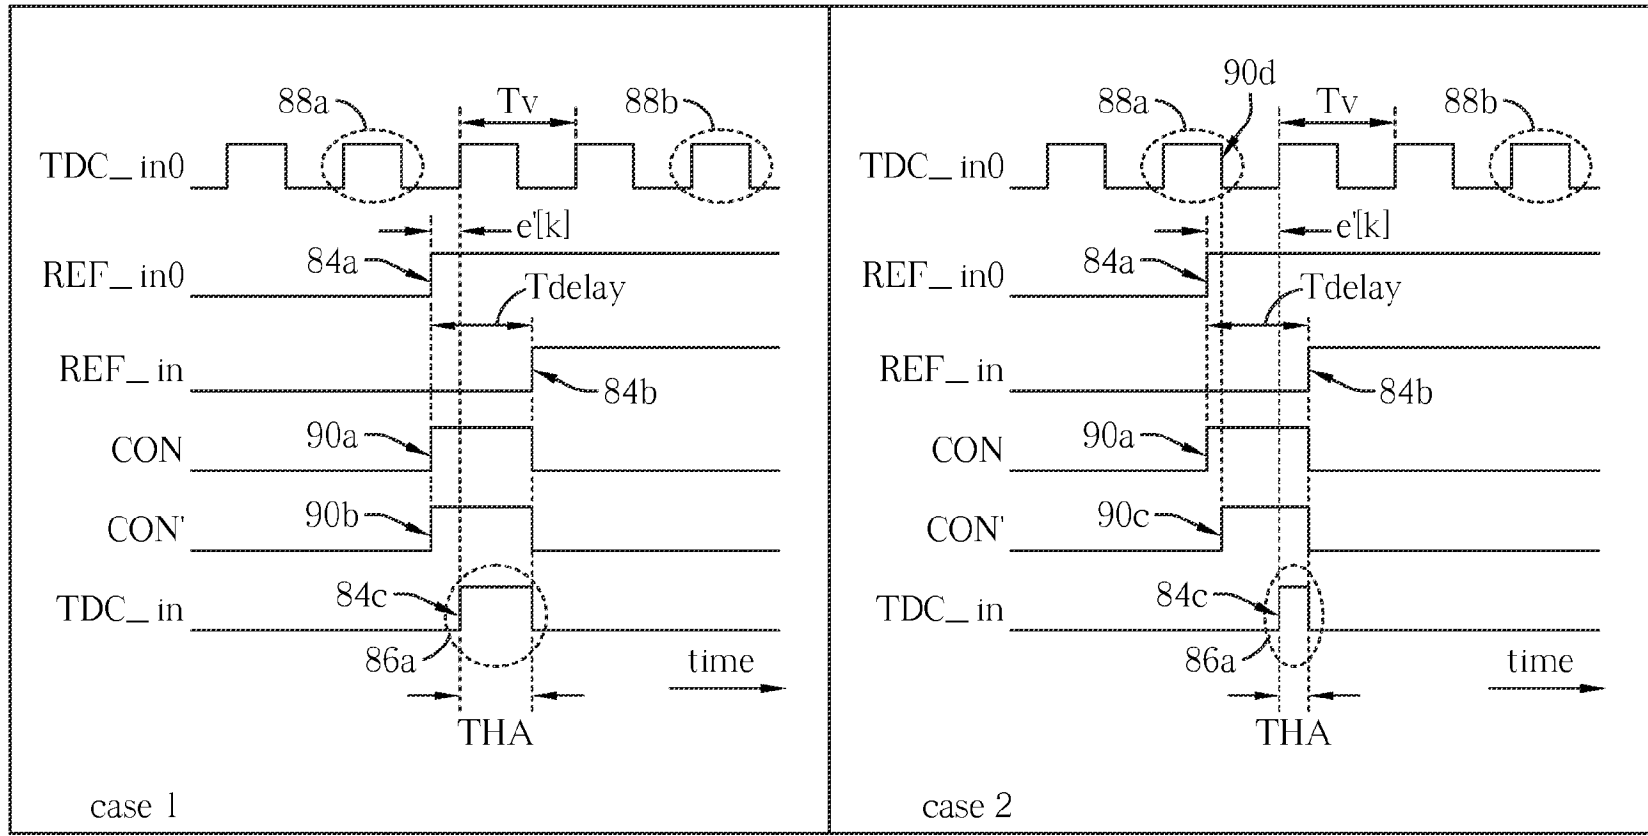 88a
Tv
88b
TDC_in0
e'[k]
REF_in0
84a
Tdelay
REF_in
84b
CON
90a
CON'
90b
TDC_in
84c
86a
time
THA
case 1
90d
88a
Tv
88b
TDC_in0
e'[k]
REF_in0
84a
Tdelay
REF_in
84b
CON
90a
CON'
90c
TDC_in
84c
86a
time
THA
case 2